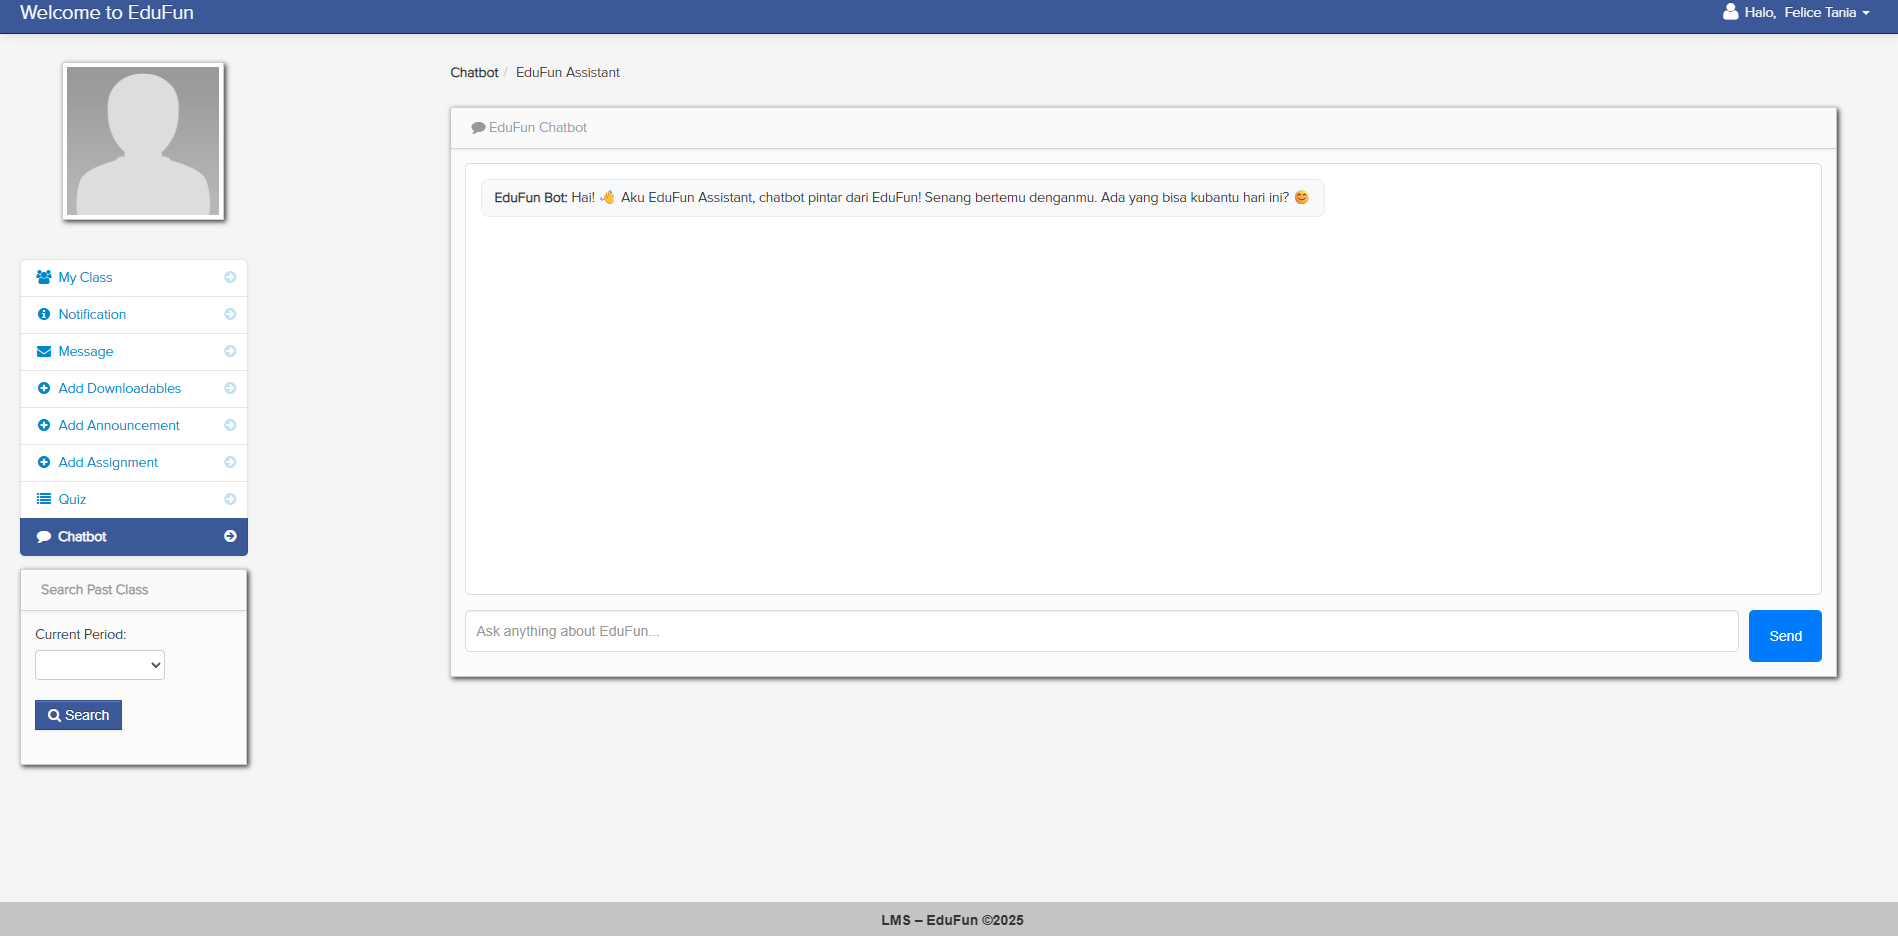 Welcome to EduFun
Halo, Felice Tania
Chatbot / EduFun Assistant
EduFun Chatbot
EduFun Bot: Hai! 👋 Aku EduFun Assistant, chatbot pintar dari EduFun! Senang bertemu denganmu. Ada yang bisa kubantu hari ini? 😊
Ask anything about EduFun...
Send
My Class
Notification
Message
Add Downloadables
Add Announcement
Add Assignment
Quiz
Chatbot
Search Past Class
Current Period:
Search
LMS – EduFun ©2025